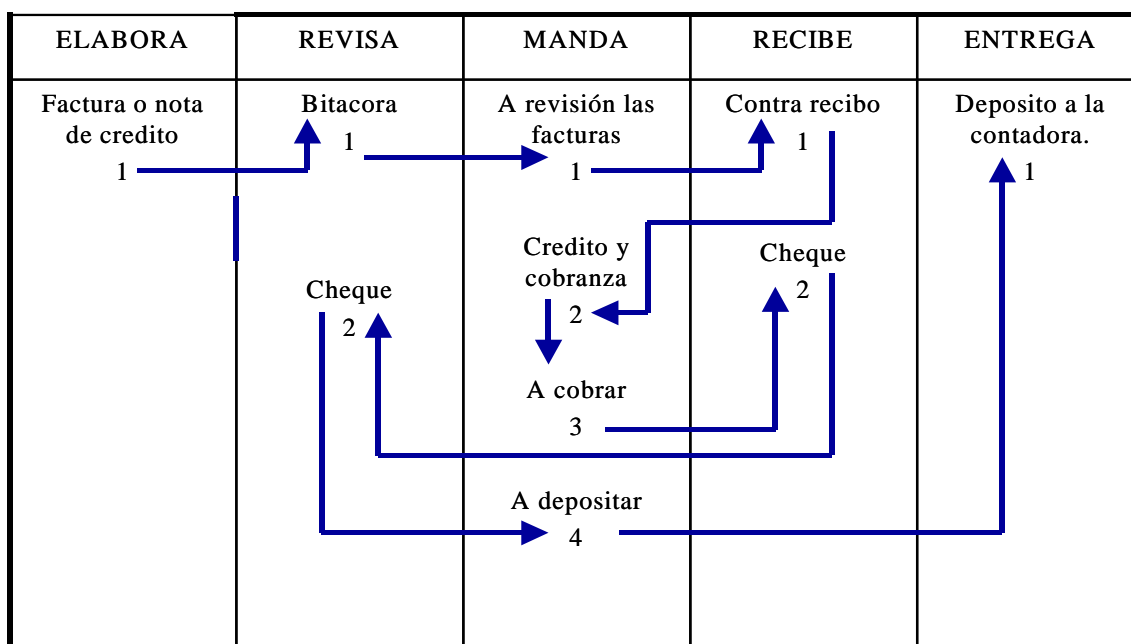 ELABORA
REVISA
MANDA
RECIBE
ENTREGA
Factura o nota
de credito
1
Bitacora
1
A revisión las
facturas
1
Contra recibo
1
Deposito a la
contadora.
1
Credito y
cobranza
2
Cheque
2
Cheque
2
A cobrar
3
A depositar
4